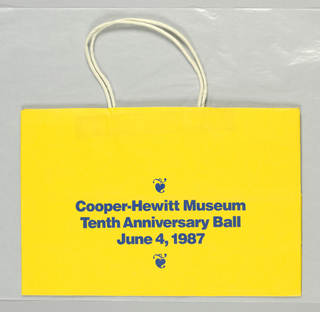 Cooper-Hewitt Museum
Tenth Anniversary Ball
June 4, 1987